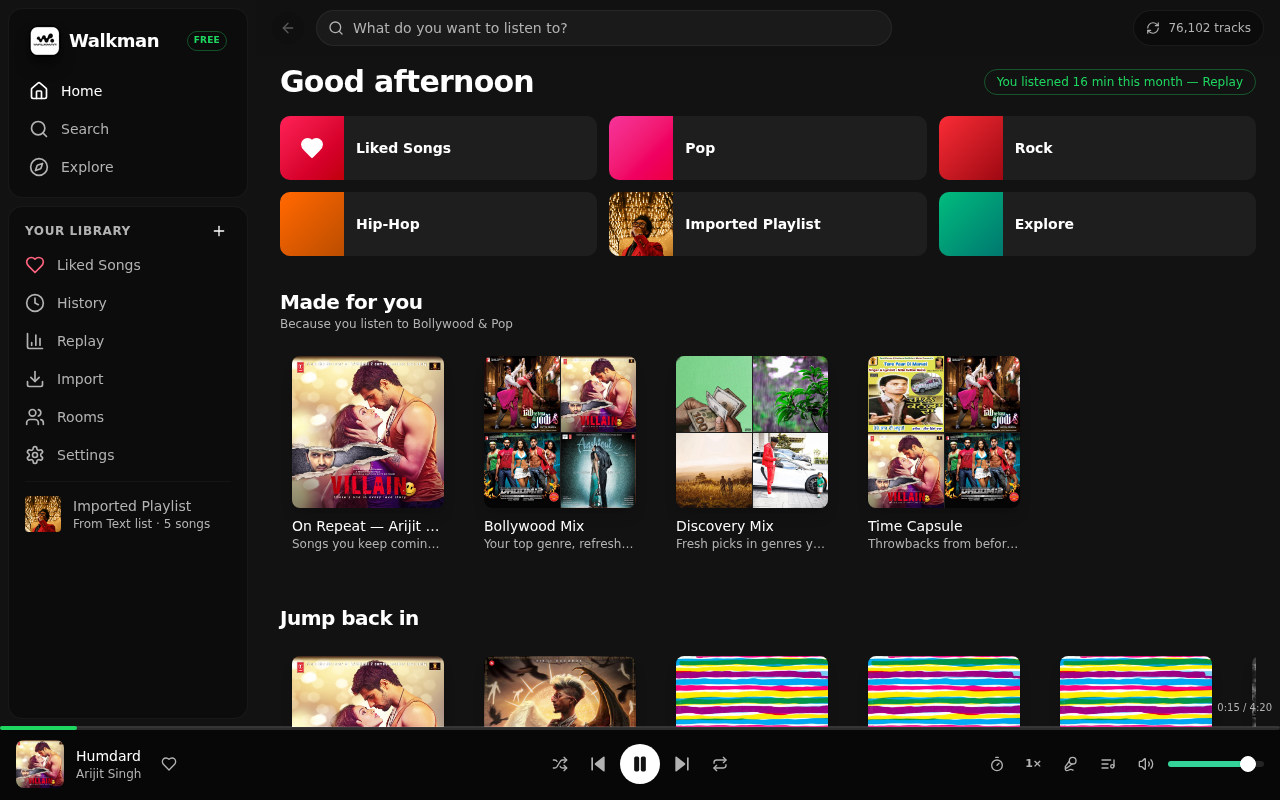 Walkman
FREE
Home
Search
Explore
YOUR LIBRARY
Liked Songs
History
Replay
Import
Rooms
Settings
Imported Playlist
From Text list · 5 songs
What do you want to listen to?
76,102 tracks
Good afternoon
You listened 16 min this month — Replay
Liked Songs
Pop
Rock
Hip-Hop
Imported Playlist
Explore
Made for you
Because you listen to Bollywood & Pop
VILLAIN
On Repeat — Arijit ...
Songs you keep comin...
Bollywood Mix
Your top genre, refresh...
Discovery Mix
Fresh picks in genres y...
Time Capsule
Throwbacks from befor...
Jump back in
0:15 / 4:20
Humdard
Arijit Singh
1×